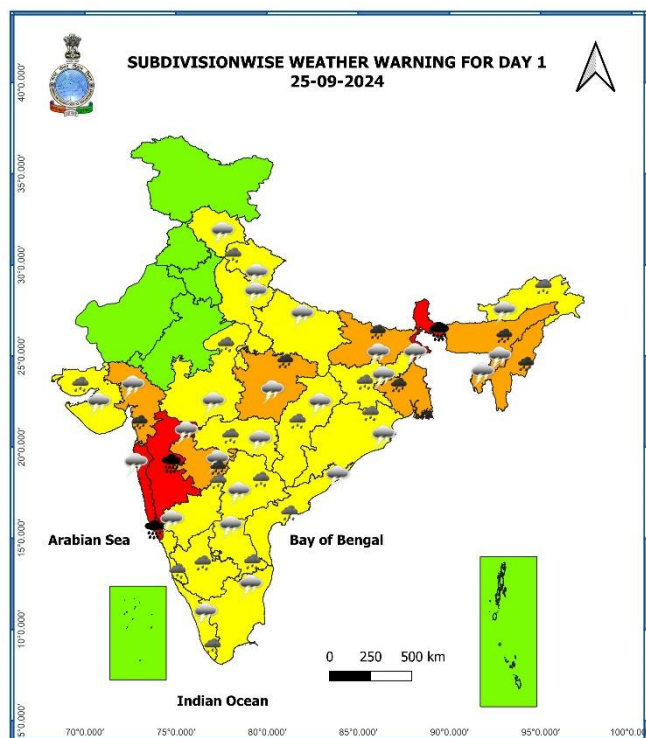 SUBDIVISIONWISE WEATHER WARNING FOR DAY 1
25-09-2024
40°0.000'
35°0.000'
30°0.000'
25°0.000'
20°0.000'
15°0.000'
10°0.000'
5°0.000'
Arabian Sea
Bay of Bengal
0 250 500 km
Indian Ocean
70°0.000' 75°0.000' 80°0.000' 85°0.000' 90°0.000' 95°0.000' 100°0.0